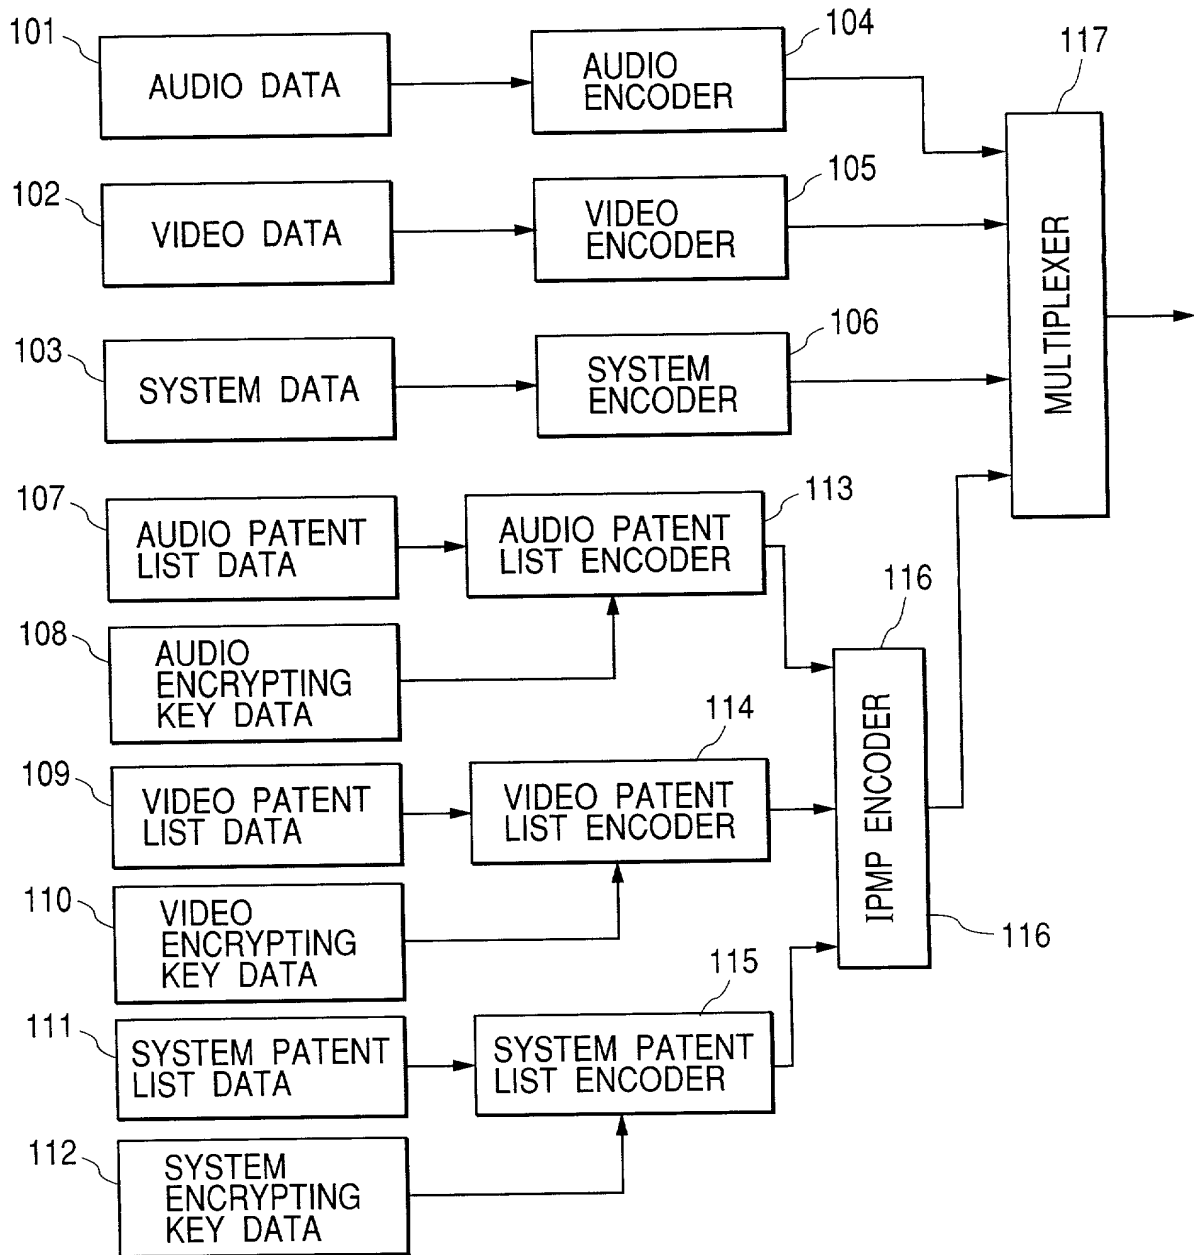 101
AUDIO DATA
104
AUDIO
ENCODER
117
102
VIDEO DATA
105
VIDEO
ENCODER
MULTIPLEXER
103
SYSTEM DATA
106
SYSTEM
ENCODER
107
AUDIO PATENT
LIST DATA
113
AUDIO PATENT
LIST ENCODER
108
AUDIO
ENCRYPTING
KEY DATA
116
IPMP ENCODER
116
109
VIDEO PATENT
LIST DATA
114
VIDEO PATENT
LIST ENCODER
110
VIDEO
ENCRYPTING
KEY DATA
111
SYSTEM PATENT
LIST DATA
115
SYSTEM PATENT
LIST ENCODER
112
SYSTEM
ENCRYPTING
KEY DATA